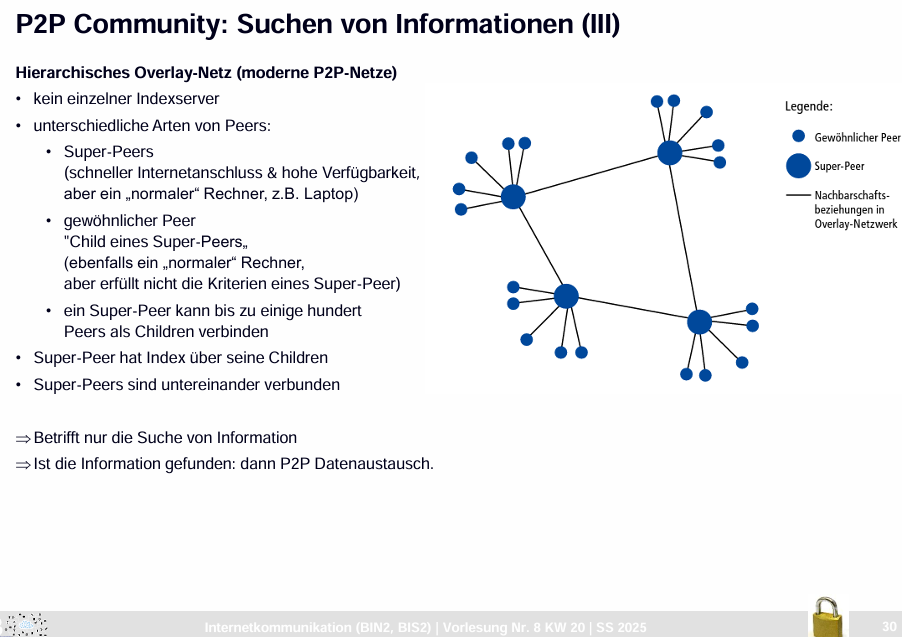 P2P Community: Suchen von Informationen (III)
Hierarchisches Overlay-Netz (moderne P2P-Netze)
• kein einzelner Indexserver
• unterschiedliche Arten von Peers:
• Super-Peers
(schneller Internetanschluss & hohe Verfügbarkeit,
aber ein „normaler“ Rechner, z.B. Laptop)
• gewöhnlicher Peer
"Child eines Super-Peers„
(ebenfalls ein „normaler“ Rechner,
aber erfüllt nicht die Kriterien eines Super-Peer)
• ein Super-Peer kann bis zu einige hundert
Peers als Children verbinden
• Super-Peer hat Index über seine Children
• Super-Peers sind untereinander verbunden
⇒ Betrifft nur die Suche von Information
⇒ Ist die Information gefunden: dann P2P Datenaustausch.
Legende:
Gewöhnlicher Peer
Super-Peer
Nachbarschafts-
beziehungen in
Overlay-Netzwerk
Internetkommunikation (BIN2, BIS2) | Vorlesung Nr. 8 KW 20 | SS 2025
30